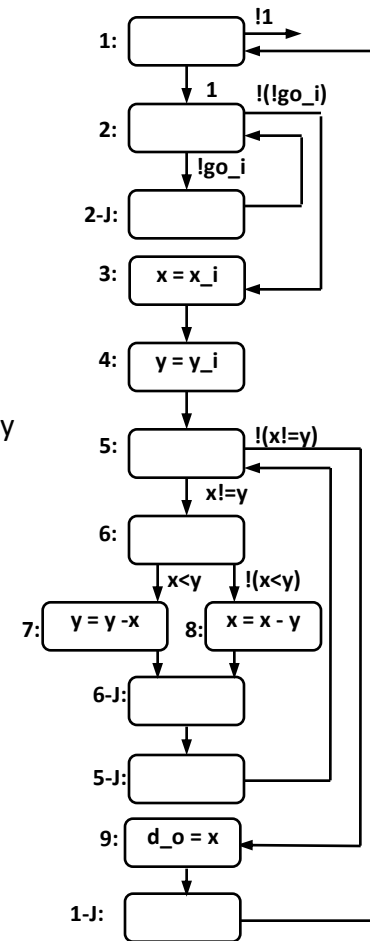 !1
1:
1
!(!go_i)
2:
!go_i
2-J:
3:
x = x_i
4:
y = y_i
y
5:
!(x!=y)
x!=y
6:
x<y
!(x<y)
7:
y = y -x
8:
x = x - y
6-J:
5-J:
9:
d_o = x
1-J: